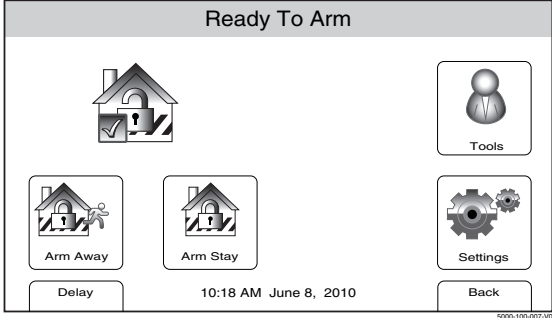 Ready To Arm
Tools
Arm Away
Arm Stay
Settings
Delay
10:18 AM June 8, 2010
Back
5000-100-007-V0